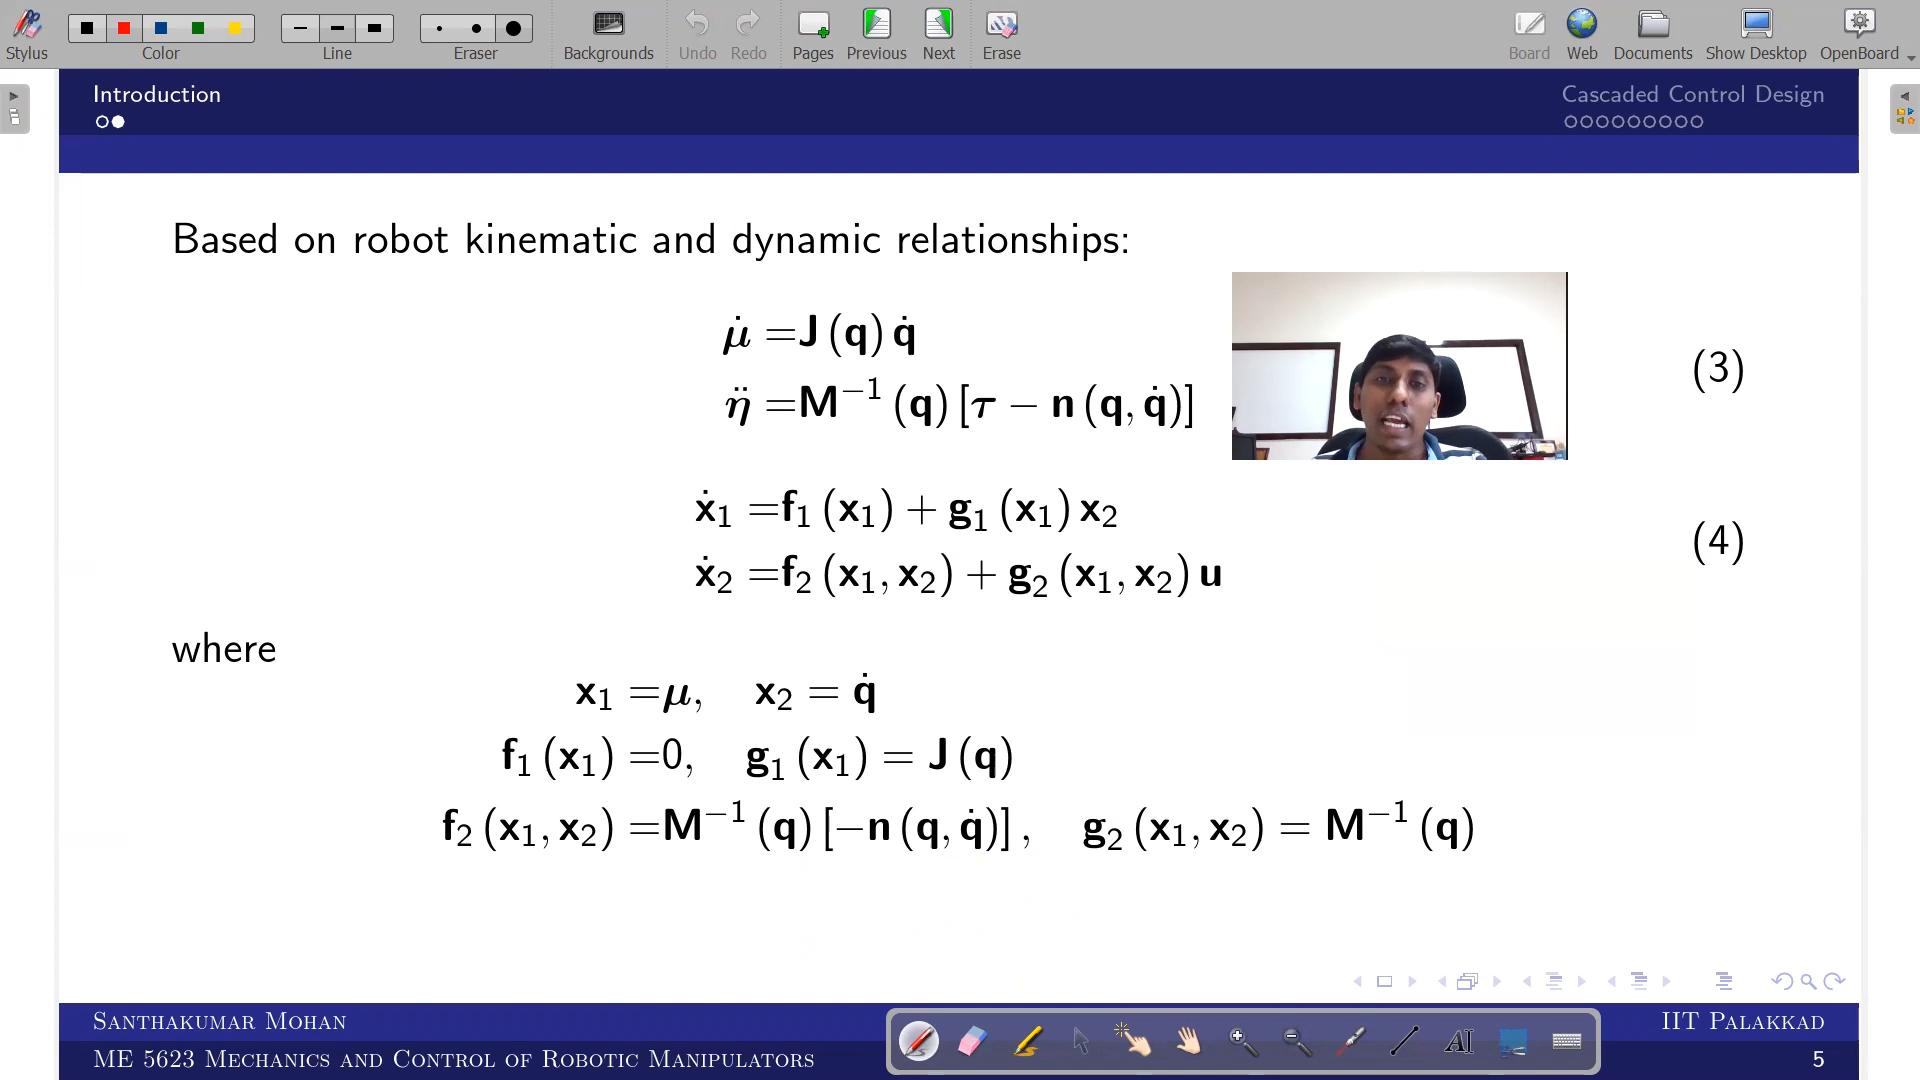 Stylus Color Line Eraser Backgrounds Undo Redo Pages Previous Next Erase Board Web Documents Show Desktop OpenBoard
Introduction
Cascaded Control Design
Based on robot kinematic and dynamic relationships:
μ̇ =J (q) q̇
η̈ =M⁻¹ (q) [τ − n (q, q̇)]
(3)
ẋ₁ =f₁ (x₁) + g₁ (x₁) x₂
ẋ₂ =f₂ (x₁, x₂) + g₂ (x₁, x₂) u
(4)
where
x₁ =μ, x₂ = q̇
f₁ (x₁) =0, g₁ (x₁) = J (q)
f₂ (x₁, x₂) =M⁻¹ (q) [−n (q, q̇)] , g₂ (x₁, x₂) = M⁻¹ (q)
Santhakumar Mohan
IIT Palakkad
ME 5623 Mechanics and Control of Robotic Manipulators
5